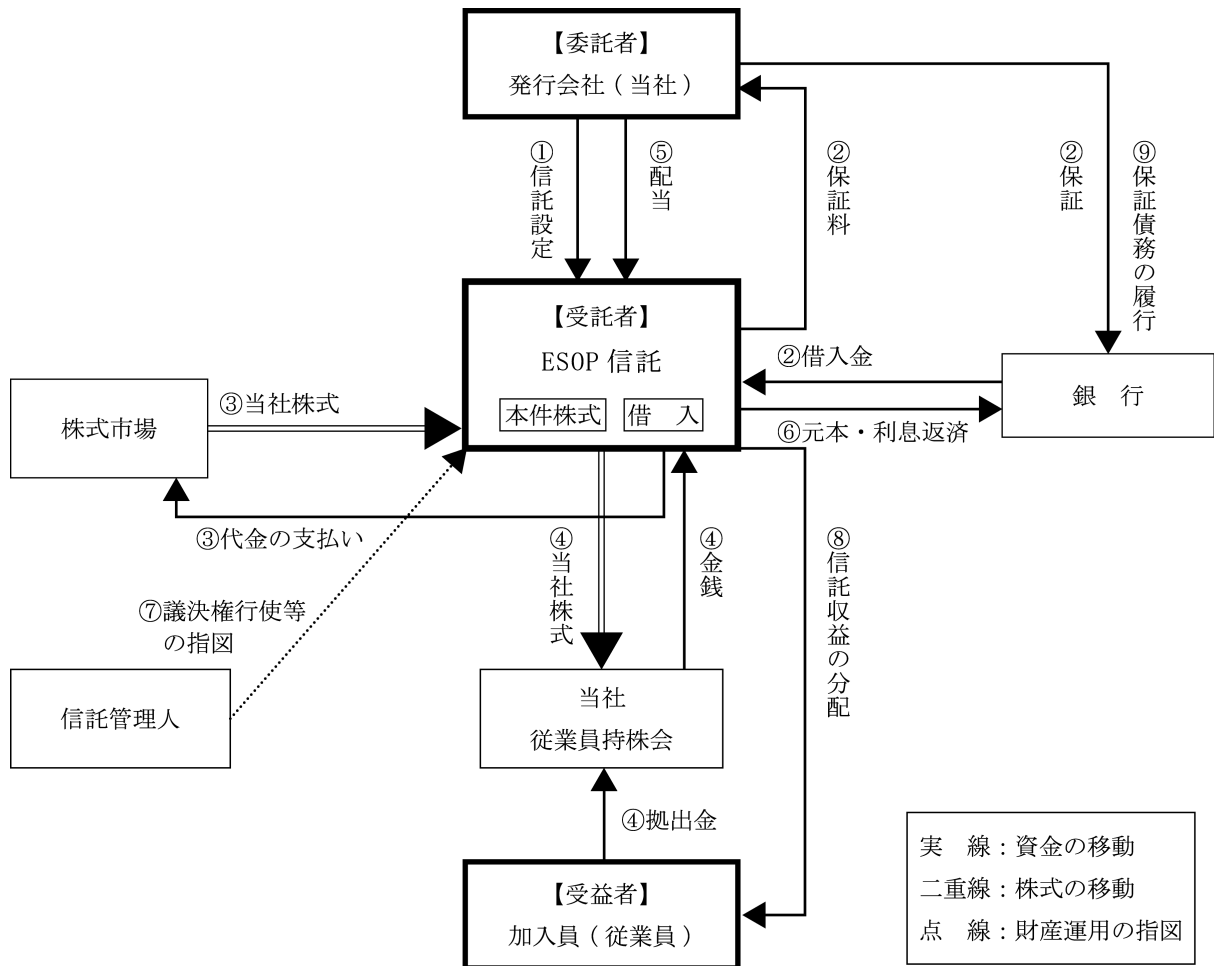 【委託者】
発行会社(当社)
①信託設定
⑤配当
②保証料
②保証
⑨保証債務の履行
【受託者】
ESOP 信託
本件株式
借　入
②借入金
⑥元本・利息返済
銀　行
株式市場
③当社株式
③代金の支払い
④当社株式
④金銭
⑧信託収益の分配
⑦議決権行使等
の指図
信託管理人
当社
従業員持株会
④拠出金
【受益者】
加入員(従業員)
実　線：資金の移動
二重線：株式の移動
点　線：財産運用の指図